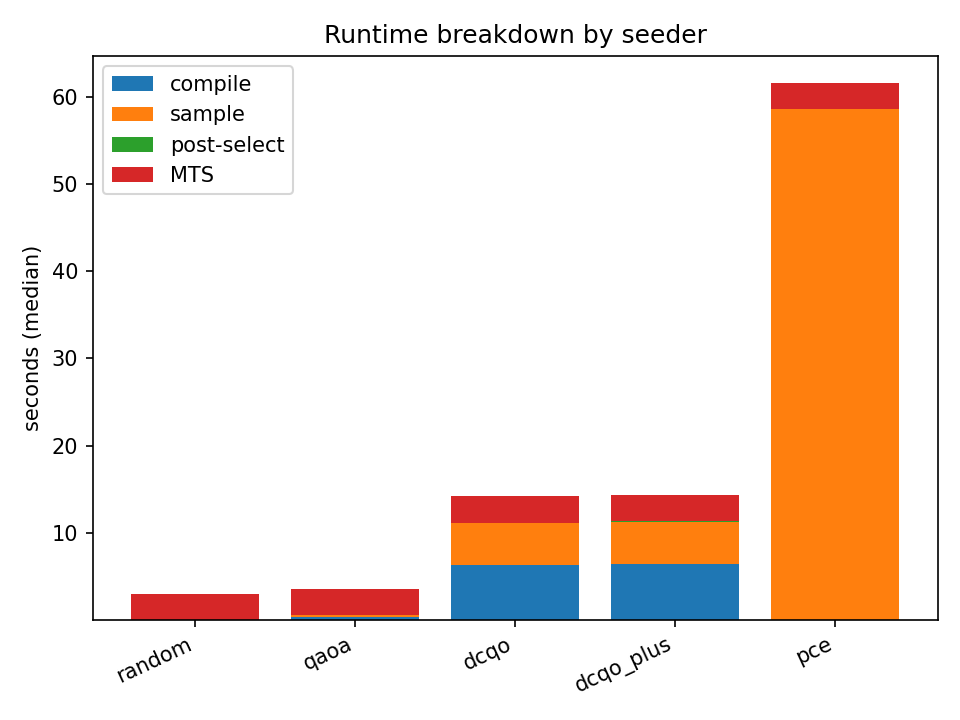 Runtime breakdown by seeder
compile
sample
post-select
MTS
seconds (median)
60
50
40
30
20
10
random
qaoa
dcqo
dcqo_plus
pce